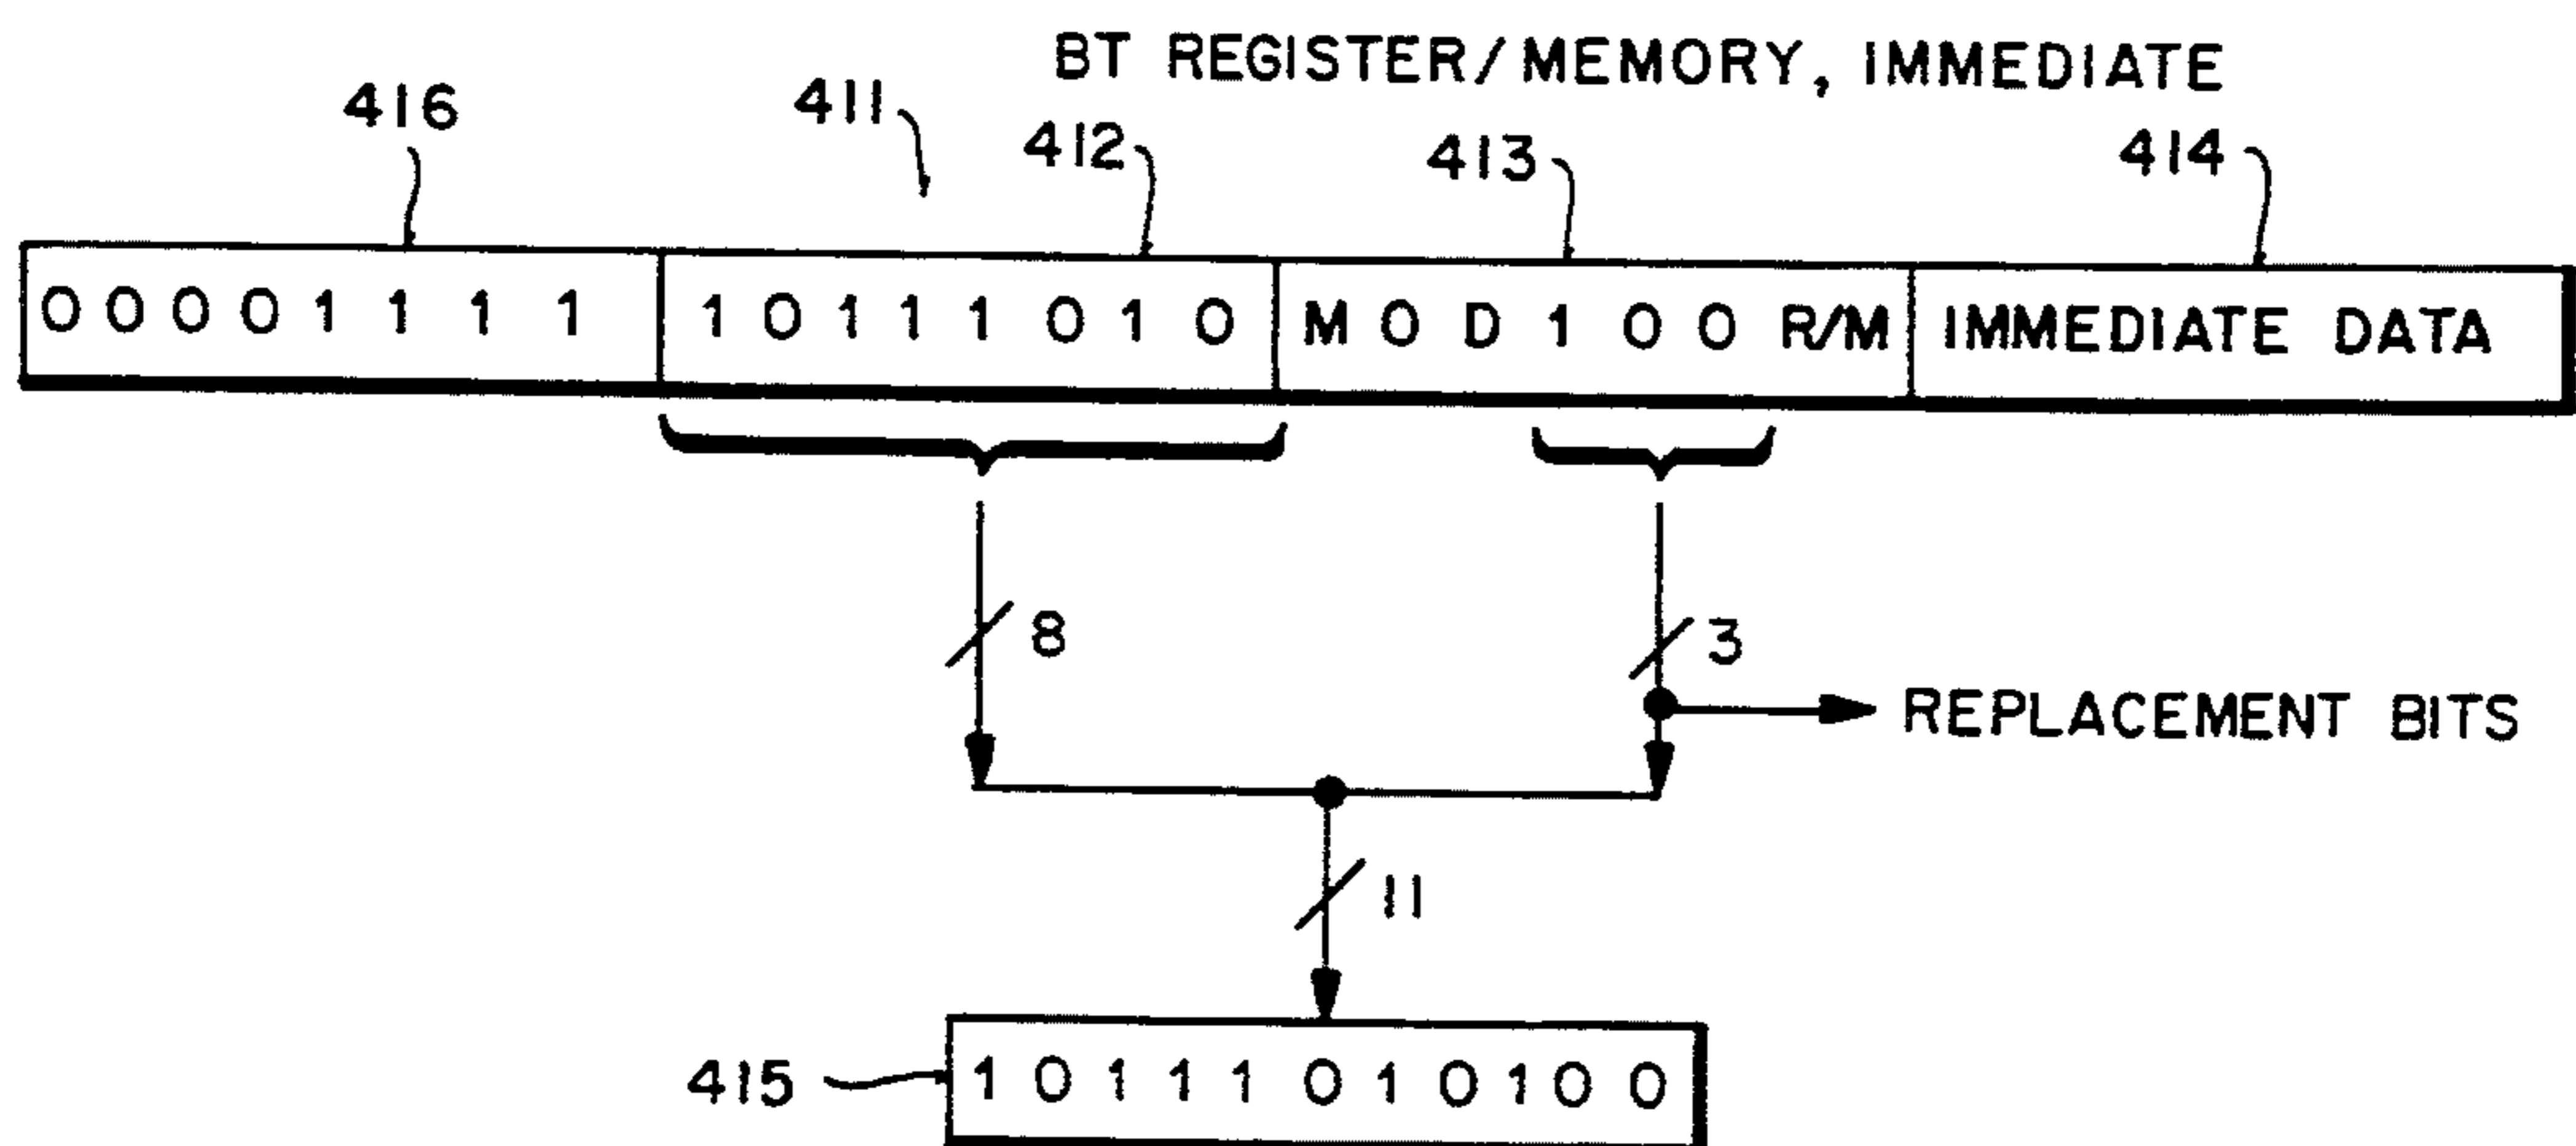 BT REGISTER/MEMORY, IMMEDIATE
416 411 412 413 414
0 0 0 0 1 1 1 1 1 0 1 1 1 0 1 0 M O D 1 0 0 R/M IMMEDIATE DATA
8 3
REPLACEMENT BITS
11
415 1 0 1 1 1 0 1 0 1 0 0